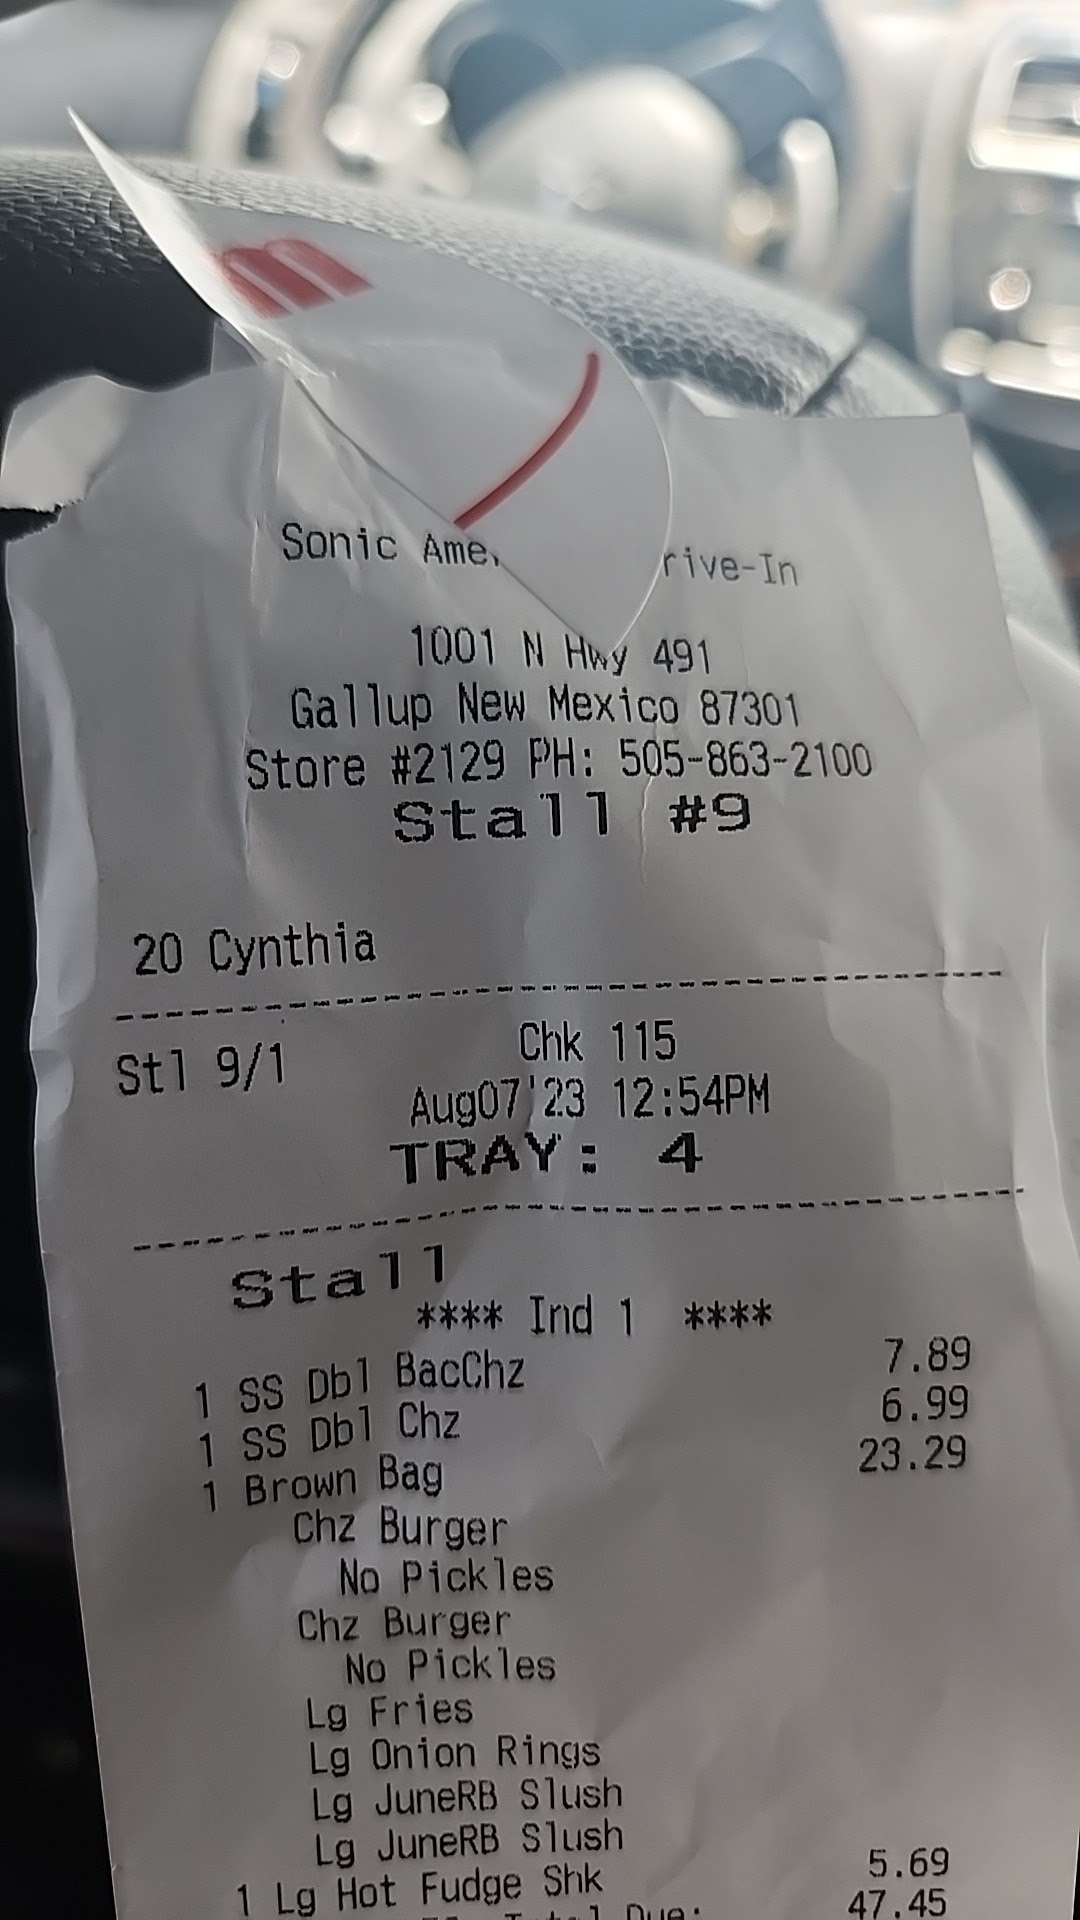 Sonic Ame rive-In
1001 N Hwy 491
Gallup New Mexico 87301
Store #2129 PH: 505-863-2100
Stall #9
20 Cynthia
Stl 9/1 Chk 115
Aug07'23 12:54PM
TRAY: 4
Stall
**** Ind 1 ****
1 SS Dbl BacChz 7.89
1 SS Dbl Chz 6.99
1 Brown Bag 23.29
Chz Burger
No Pickles
Chz Burger
No Pickles
Lg Fries
Lg Onion Rings
Lg JuneRB Slush
Lg JuneRB Slush
1 Lg Hot Fudge Shk 5.69
Total Due: 47.45